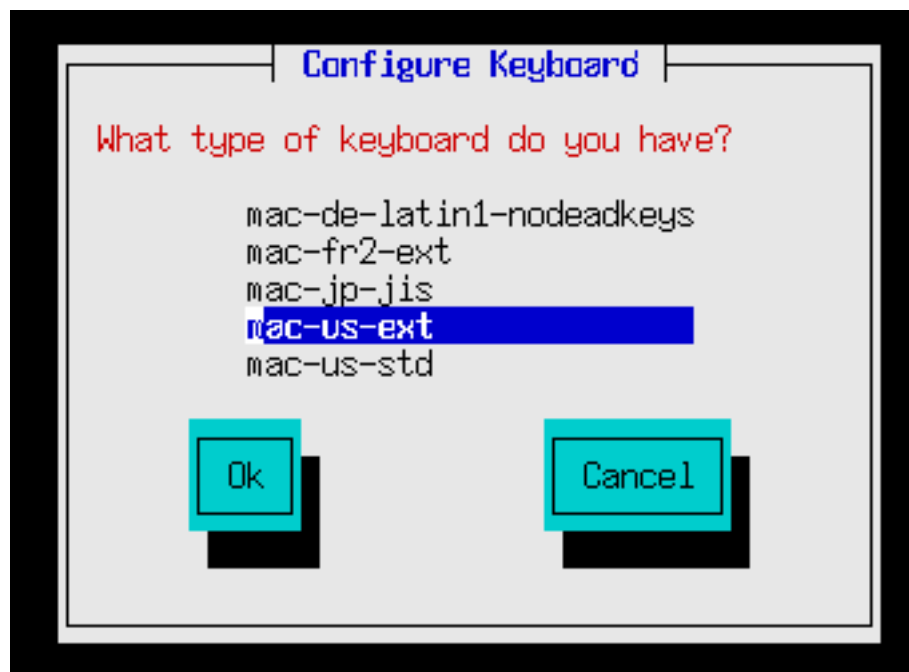 Configure Keyboard
What type of keyboard do you have?
mac-de-latin1-nodeadkeys
mac-fr2-ext
mac-jp-jis
mac-us-ext
mac-us-std
Ok Cancel